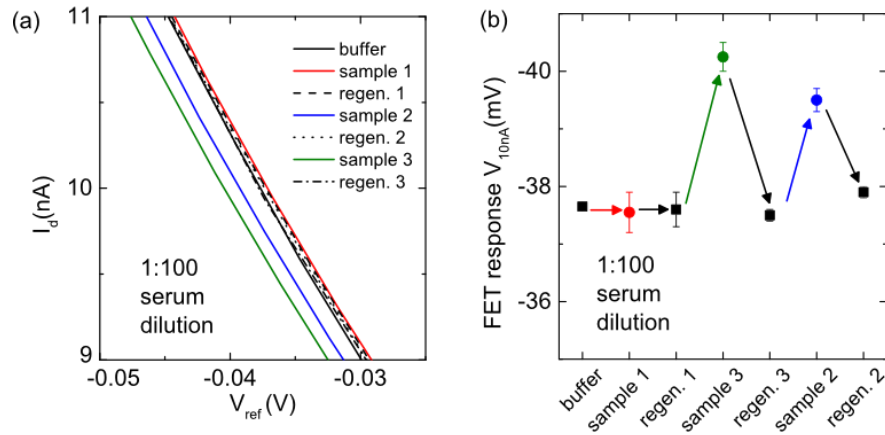 (a)
11
10
9
I_d(nA)
-0.05
-0.04
-0.03
V_ref(V)
buffer
sample 1
regen. 1
sample 2
regen. 2
sample 3
regen. 3
1:100
serum
dilution
(b)
-40
-38
-36
FET response V_10nA(mV)
1:100
serum
dilution
buffer
sample 1
regen. 1
sample 3
regen. 3
sample 2
regen. 2